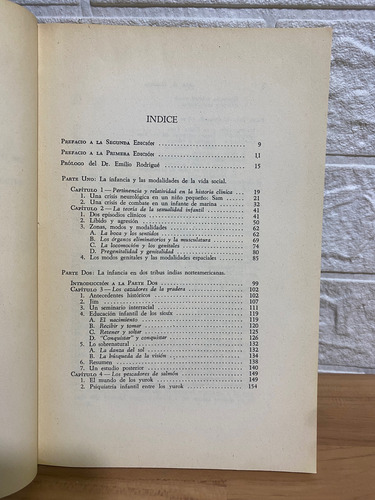 INDICE
PREFACIO A LA SEGUNDA EDICIÓN 9
PREFACIO A LA PRIMERA EDICIÓN 11
PRÓLOGO del Dr. Emilio Rodrigué 15
PARTE UNO: La infancia y las modalidades de la vida social.
CAPÍTULO 1 — Pertinencia y relatividad en la historia clínica 19
1. Una crisis neurológica en un niño pequeño: Sam 21
2. Una crisis de combate en un infante de marina 32
CAPÍTULO 2 — La teoría de la sexualidad infantil 41
1. Dos episodios clínicos 41
2. Libido y agresión 50
3. Zonas, modos y modalidades 62
A. La boca y los sentidos 62
B. Los órganos eliminatorios y la musculatura 69
C. La locomoción y los genitales 74
D. Pregenitalidad y genitalidad 79
4. Los modos genitales y las modalidades espaciales 85
PARTE DOS: La infancia en dos tribus indias norteamericanas.
INTRODUCCIÓN A LA PARTE DOS 99
CAPÍTULO 3 — Los cazadores de la pradera 102
1. Antecedentes históricos 102
2. Jim 107
3. Un seminario interracial 111
4. Educación infantil de los sioux 119
A. El nacimiento 119
B. Recibir y tomar 120
C. Retener y soltar 125
D. "Conquistar" y conquistar 126
5. Lo sobrenatural 132
A. La danza del sol 132
B. La búsqueda de la visión 134
6. Resumen 138
7. Un estudio posterior 140
CAPÍTULO 4 — Los pescadores de salmón 149
1. El mundo de los yurok 149
2. Psiquiatría infantil entre los yurok 154